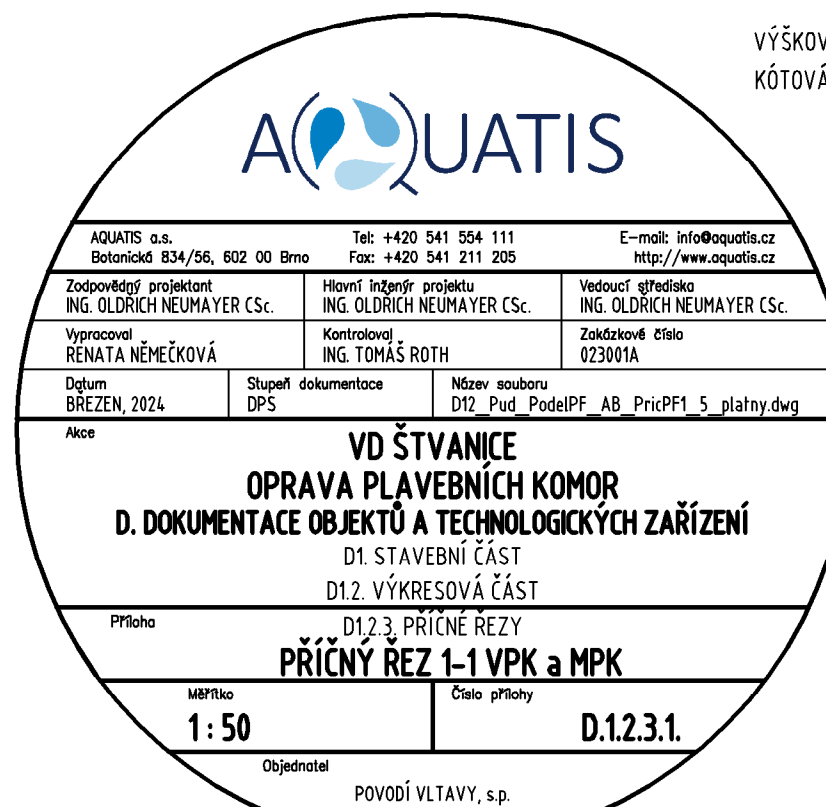 VÝŠKOV
KÓTOVÁ
AQUATIS
AQUATIS a.s. Tel: +420 541 554 111 E-mail: info@aquatis.cz
Botanická 834/56, 602 00 Brno Fax: +420 541 211 205 http://www.aquatis.cz
Zodpovědný projektant Hlavní inženýr projektu Vedoucí střediska
ING. OLDŘICH NEUMAYER CSc. ING. OLDŘICH NEUMAYER CSc. ING. OLDŘICH NEUMAYER CSc.
Vypracoval Kontroloval Zakázkové číslo
RENATA NĚMEČKOVÁ ING. TOMÁŠ ROTH 023001A
Datum Stupeň dokumentace Název souboru
BŘEZEN, 2024 DPS D12_Pud_PodelPF_AB_PricPF1_5_platny.dwg
Akce
VD ŠTVANICE
OPRAVA PLAVEBNÍCH KOMOR
D. DOKUMENTACE OBJEKTŮ A TECHNOLOGICKÝCH ZAŘÍZENÍ
D1. STAVEBNÍ ČÁST
D1.2. VÝKRESOVÁ ČÁST
Příloha
D1.2.3. PŘÍČNÉ ŘEZY
PŘÍČNÝ ŘEZ 1-1 VPK a MPK
Měřítko Číslo přílohy
1 : 50 D.1.2.3.1.
Objednatel
POVODÍ VLTAVY, s.p.